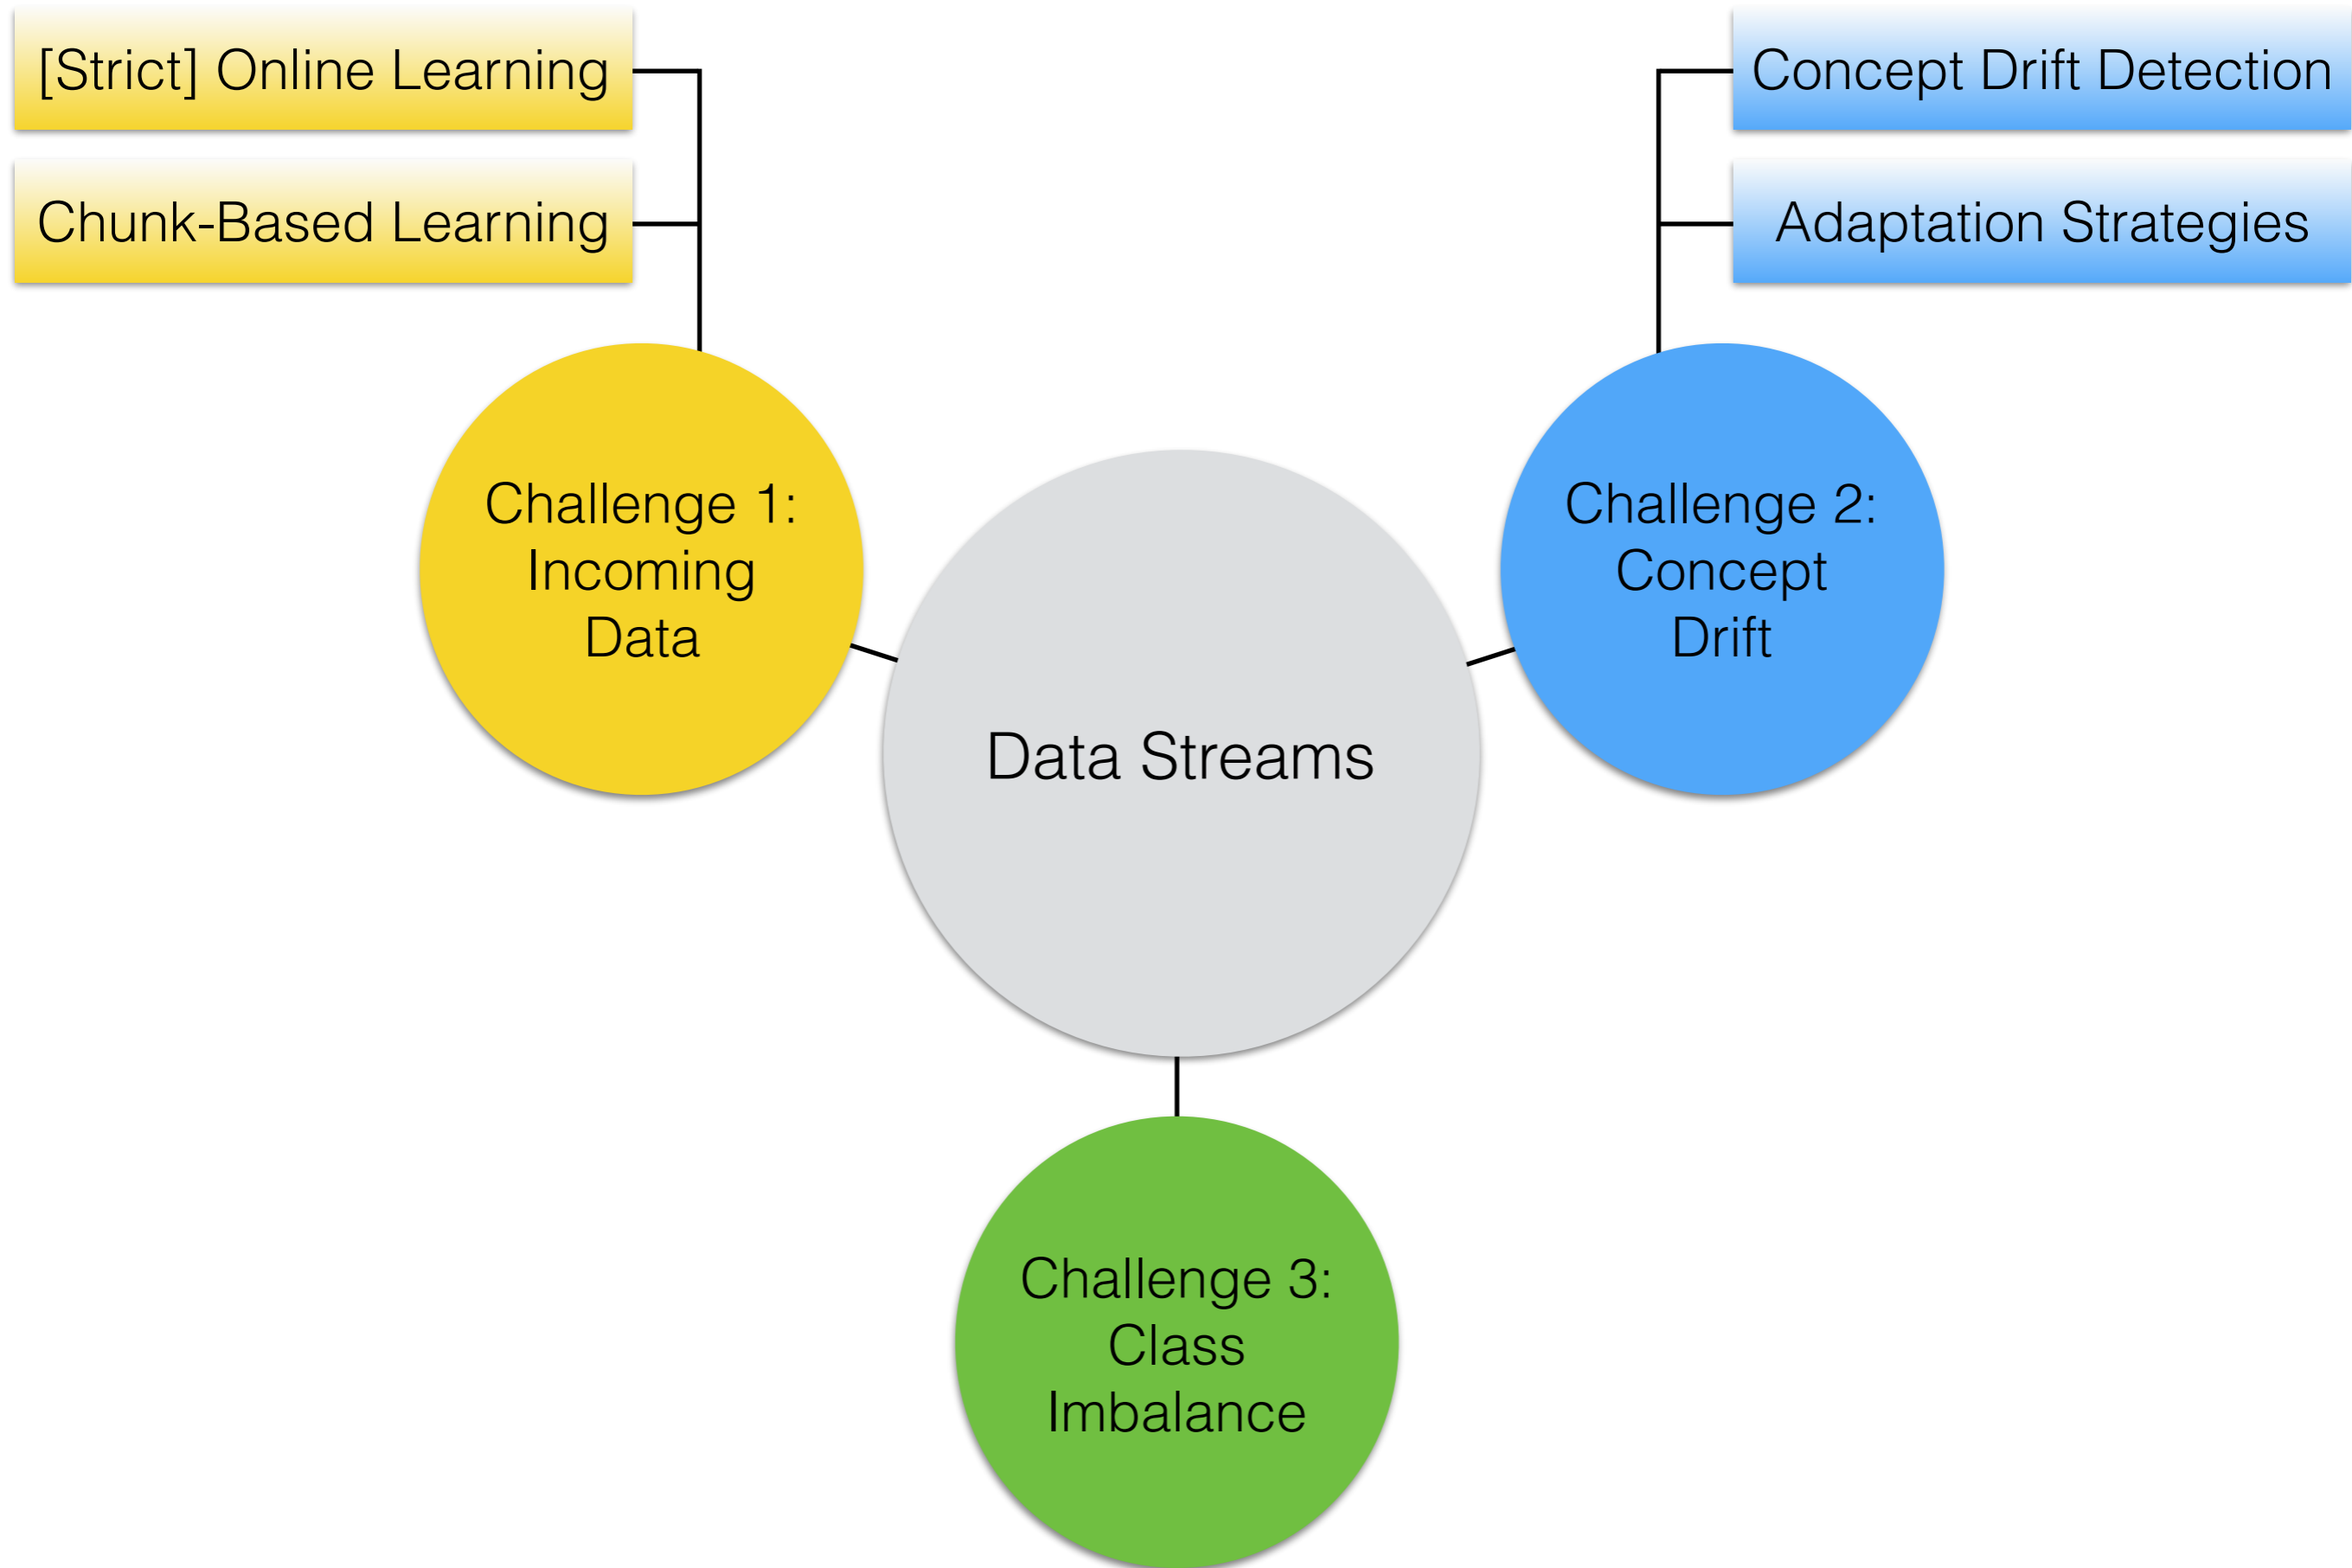 [Strict] Online Learning
Chunk-Based Learning
Concept Drift Detection
Adaptation Strategies
Challenge 1:
Incoming
Data
Challenge 2:
Concept
Drift
Data Streams
Challenge 3:
Class
Imbalance